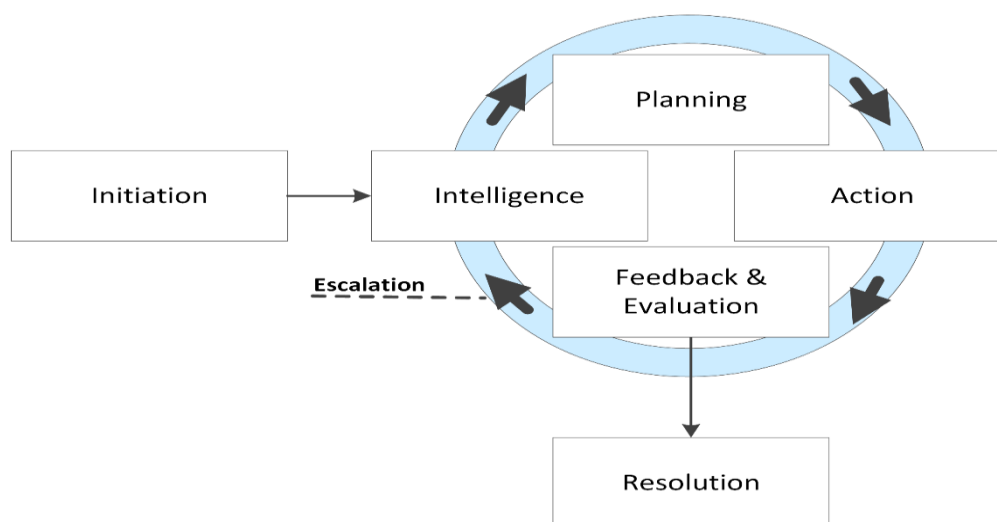 Planning
Initiation
Intelligence
Action
Escalation
Feedback &
Evaluation
Resolution